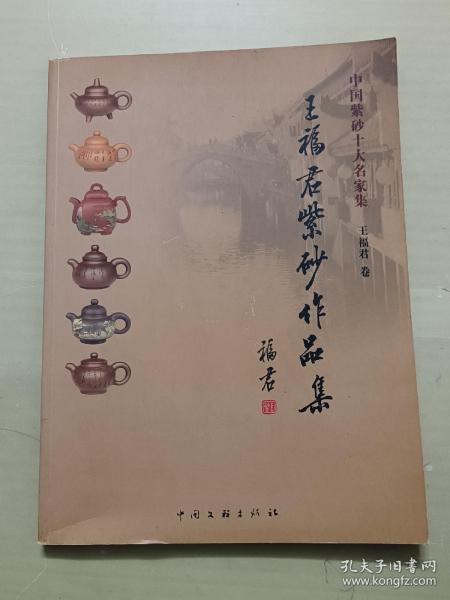 中国紫砂十大名家集 王福君 卷
王福君紫砂作品集
福君
中国文联出版社
孔夫子旧书网
www.kongfz.com